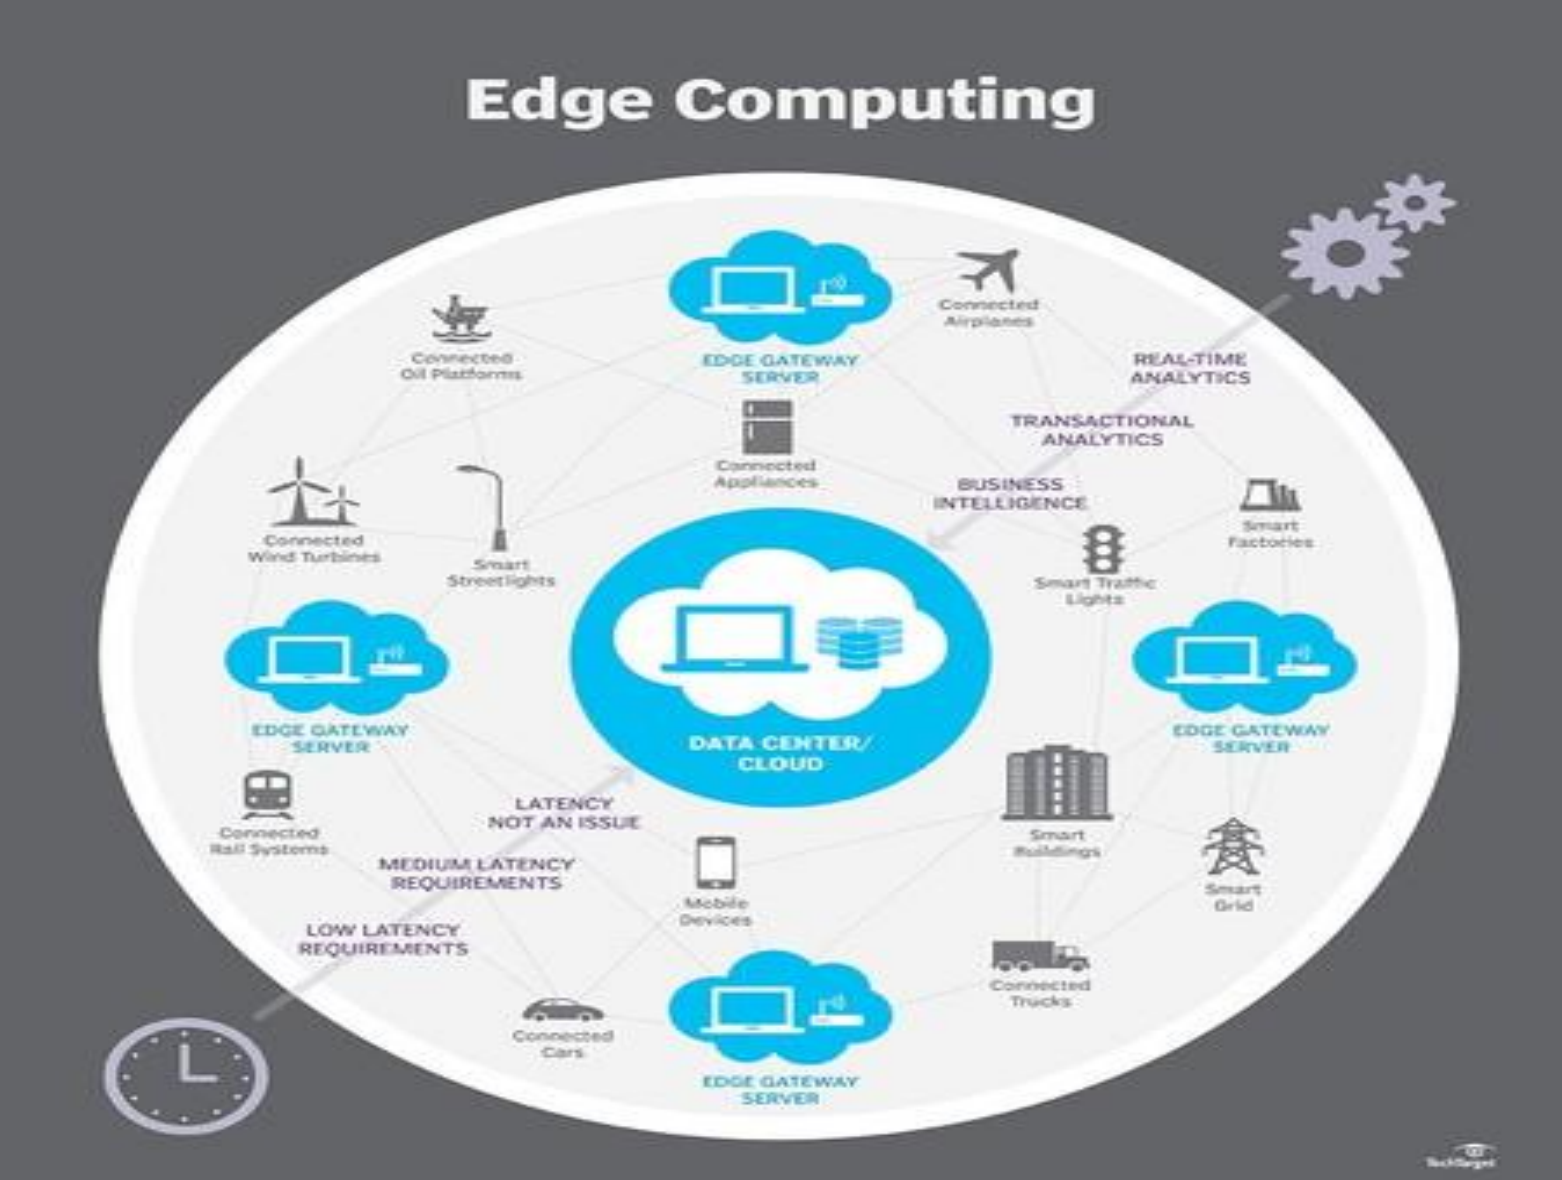 Edge Computing
Connected
Airplanes
Connected
Oil Platforms
EDGE GATEWAY
SERVER
REAL-TIME
ANALYTICS
TRANSACTIONAL
ANALYTICS
Connected
Appliances
BUSINESS
INTELLIGENCE
Connected
Wind Turbines
Smart
Streetlights
Smart
Factories
Smart Traffic
Lights
EDGE GATEWAY
SERVER
DATA CENTER/
CLOUD
EDGE GATEWAY
SERVER
Connected
Rail Systems
LATENCY
NOT AN ISSUE
Smart
Buildings
MEDIUM LATENCY
REQUIREMENTS
Mobile
Devices
Smart
Grid
LOW LATENCY
REQUIREMENTS
Connected
Trucks
Connected
Cars
EDGE GATEWAY
SERVER
TechTarget